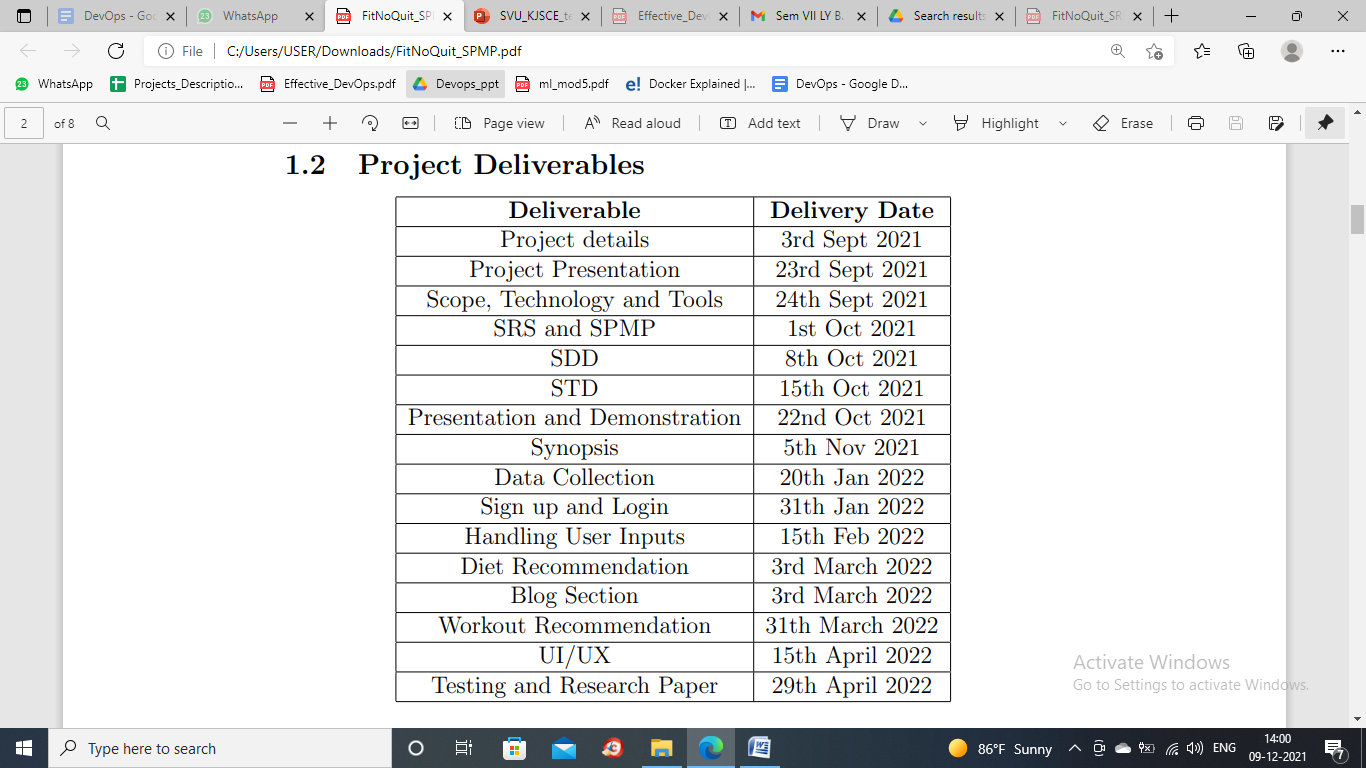 DevOps - Goo
WhatsApp
FitNoQuit_SP
SVU_KJSCE_te
Effective_Dev
Sem VII LY B.
Search results
FitNoQuit_SR
File C:/Users/USER/Downloads/FitNoQuit_SPMP.pdf
WhatsApp
Projects_Descriptio...
Effective_DevOps.pdf
Devops_ppt
ml_mod5.pdf
Docker Explained |...
DevOps - Google D...
2 of 8
Page view
Read aloud
Add text
Draw
Highlight
Erase
1.2 Project Deliverables
Deliverable Delivery Date
Project details 3rd Sept 2021
Project Presentation 23rd Sept 2021
Scope, Technology and Tools 24th Sept 2021
SRS and SPMP 1st Oct 2021
SDD 8th Oct 2021
STD 15th Oct 2021
Presentation and Demonstration 22nd Oct 2021
Synopsis 5th Nov 2021
Data Collection 20th Jan 2022
Sign up and Login 31th Jan 2022
Handling User Inputs 15th Feb 2022
Diet Recommendation 3rd March 2022
Blog Section 3rd March 2022
Workout Recommendation 31th March 2022
UI/UX 15th April 2022
Testing and Research Paper 29th April 2022
Activate Windows
Go to Settings to activate Windows.
Type here to search
86°F Sunny
ENG
14:00
09-12-2021
7